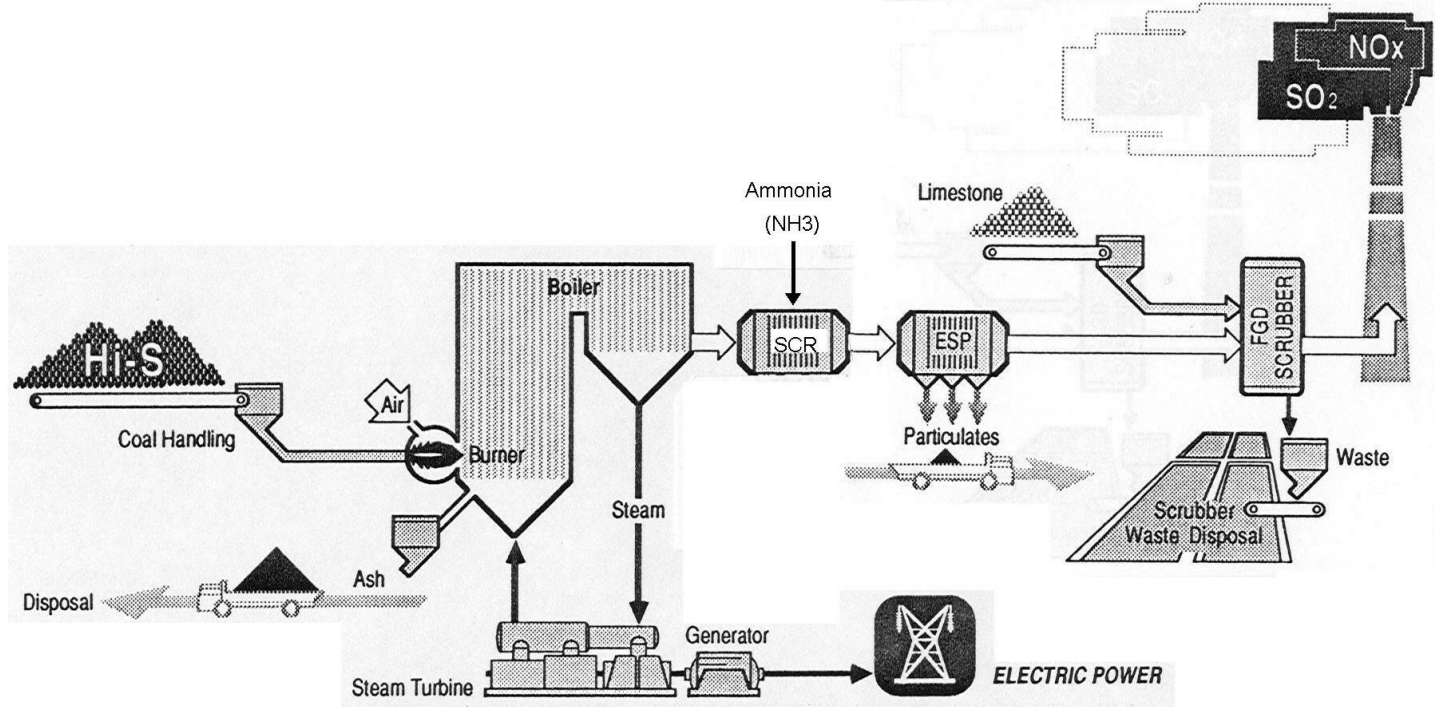 NOx
SO2
Ammonia
(NH3)
Limestone
Boiler
SCR
ESP
FGD
SCRUBBER
Hi-S
Air
Coal Handling
Burner
Particulates
Waste
Steam
Scrubber
Waste Disposal
Ash
Disposal
Generator
Steam Turbine
ELECTRIC POWER